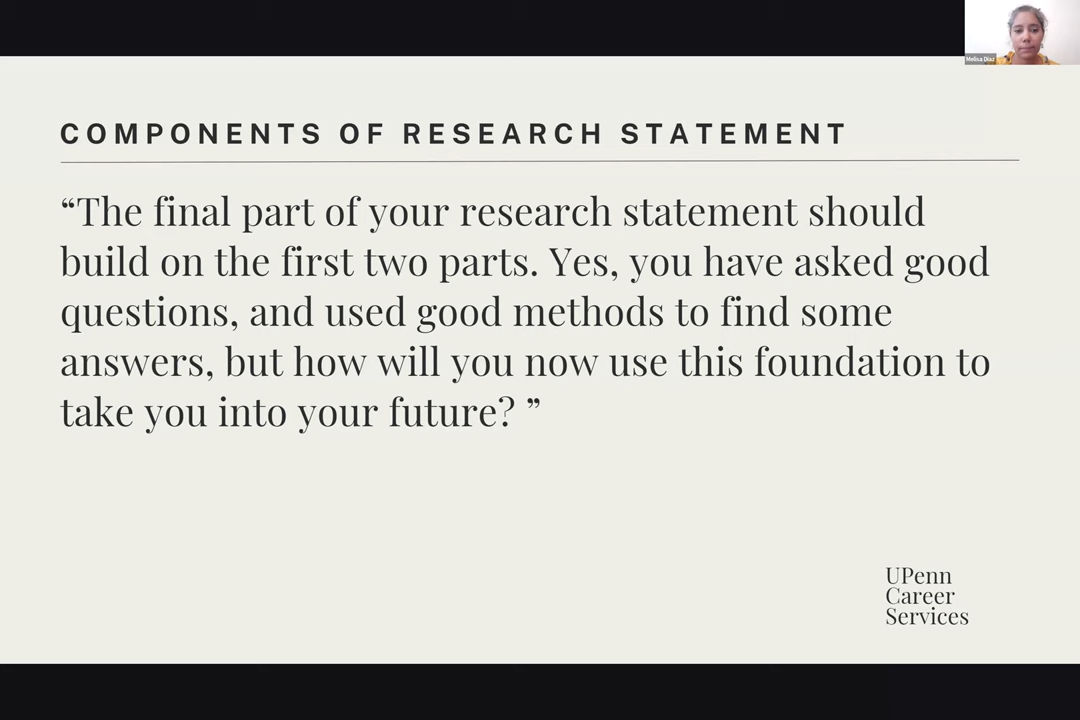 Melisa Diaz
COMPONENTS OF RESEARCH STATEMENT
“The final part of your research statement should
build on the first two parts. Yes, you have asked good
questions, and used good methods to find some
answers, but how will you now use this foundation to
take you into your future? ”
UPenn
Career
Services